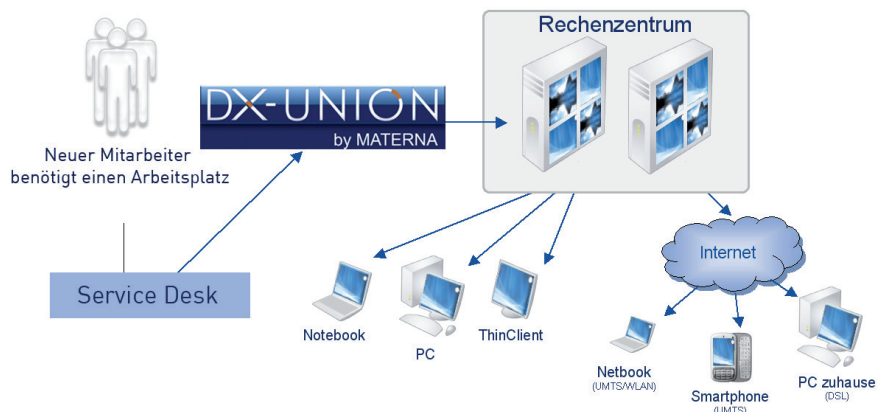 Rechenzentrum
DX-UNION
by MATERNA
Neuer Mitarbeiter
benötigt einen Arbeitsplatz
Service Desk
Internet
Notebook
PC
ThinClient
Netbook
(UMTS/WLAN)
Smartphone
(UMTS)
PC zuhause
(DSL)